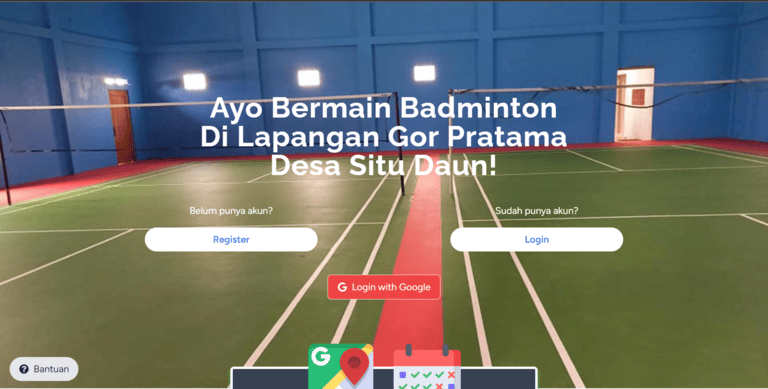 Ayo Bermain Badminton
Di Lapangan Gor Pratama
Desa Situ Daun!
Belum punya akun?
Sudah punya akun?
Register
Login
G Login with Google
G
? Bantuan